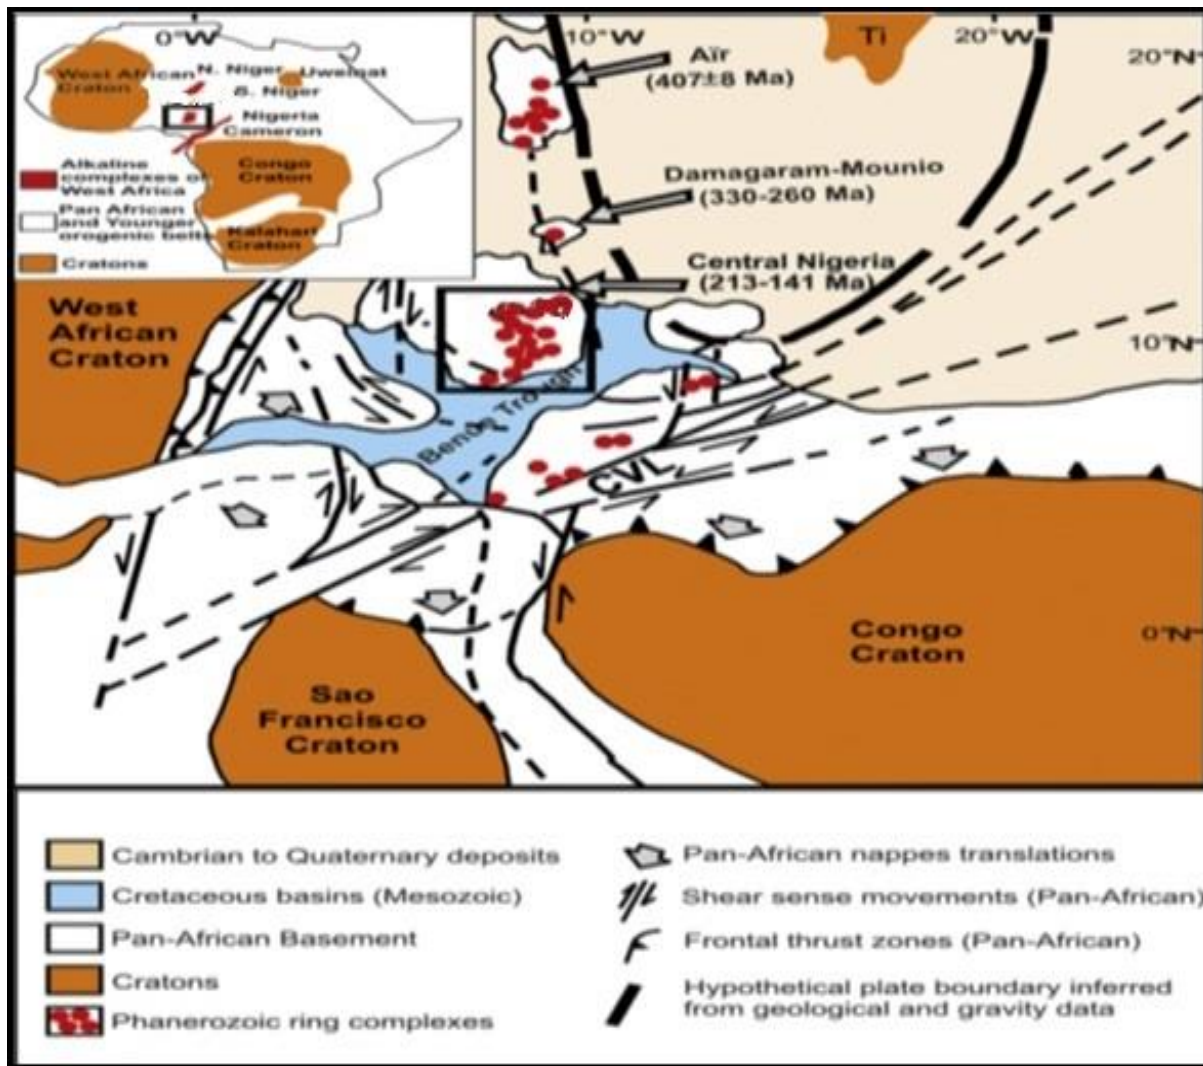 0°W
West African
Craton
N. Niger
Uweinat
S. Niger
Nigeria
Cameron
Alkaline
complexes o
West Africa
Congo
Craton
Pan African
and Younger
orogenic belts
Kalahari
Craton
Cratons
10°W
Ti
20°W
20°N
Aïr
(407±8 Ma)
Damagaram-Mounio
(330-260 Ma)
Central Nigeria
(213-141 Ma)
West
African
Craton
10°N
Benue Trough
CVL
Congo
Craton
0°N
Sao
Francisco
Craton
Cambrian to Quaternary deposits
Cretaceous basins (Mesozoic)
Pan-African Basement
Cratons
Phanerozoic ring complexes
Pan-African nappes translations
Shear sense movements (Pan-African)
Frontal thrust zones (Pan-African)
Hypothetical plate boundary inferred
from geological and gravity data